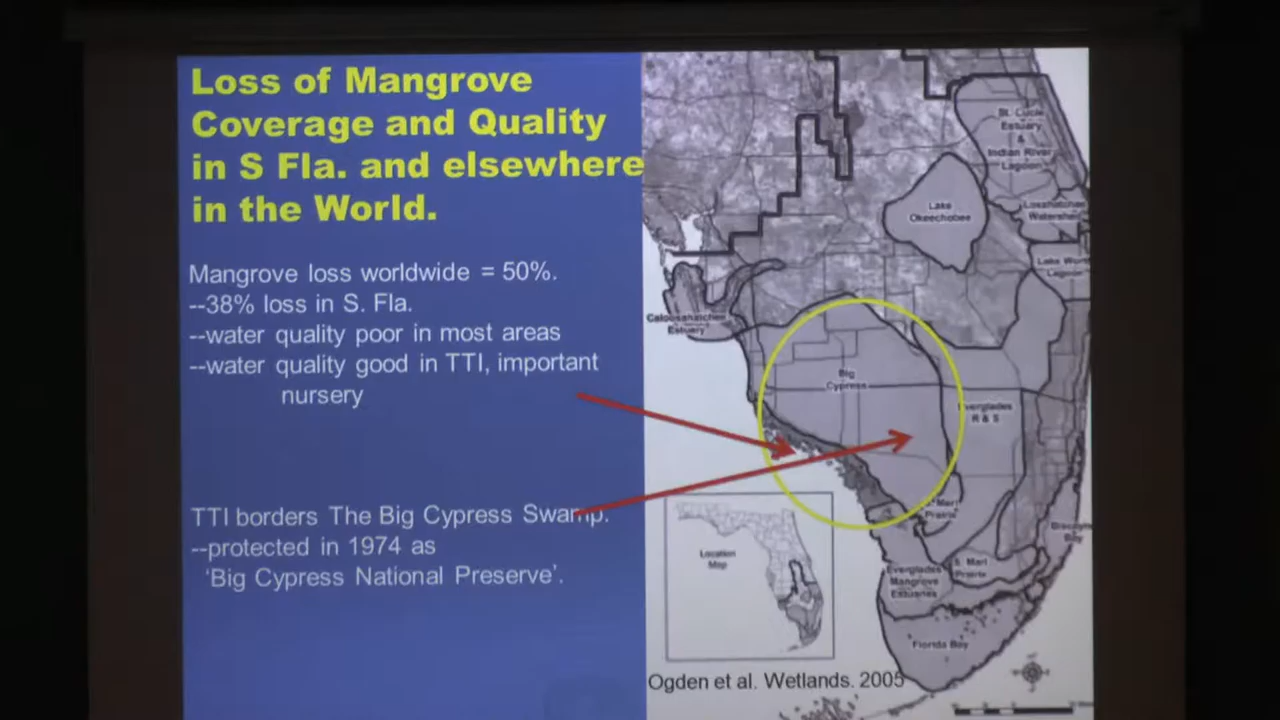 Loss of Mangrove
Coverage and Quality
in S Fla. and elsewhere
in the World.
Mangrove loss worldwide = 50%.
--38% loss in S. Fla.
--water quality poor in most areas
--water quality good in TTI, important
nursery
TTI borders The Big Cypress Swamp.
--protected in 1974 as
‘Big Cypress National Preserve’.
St. Lucie
Estuary
&
Indian River
Lagoon
Lake
Okeechobee
Loxahatchee
Watershed
Lake Worth
Lagoon
Caloosahatchee
Estuary
Big
Cypress
Everglades
R & S
Marl
Prairie
Biscayne
Bay
S. Marl
Prairie
Everglades
Mangrove
Estuaries
Florida Bay
Location
Map
Ogden et al. Wetlands. 2005